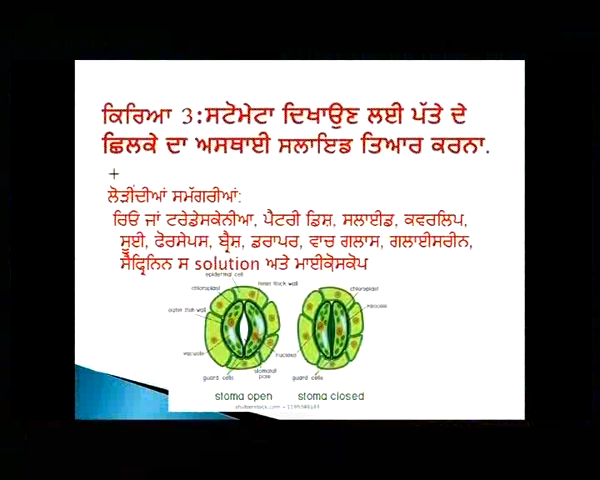 ਕਿਰਿਆ 3:ਸਟੋਮੇਟਾ ਦਿਖਾਉਣ ਲਈ ਪੱਤੇ ਦੇ
ਛਿਲਕੇ ਦਾ ਅਸਥਾਈ ਸਲਾਇਡ ਤਿਆਰ ਕਰਨਾ.
+
ਲੋੜੀਂਦੀਆਂ ਸਮੱਗਰੀਆਂ:
ਰਿਓ ਜਾਂ ਟਰੇਡੇਸਕੇਨੀਆ, ਪੈਟਰੀ ਡਿਸ਼, ਸਲਾਈਡ, ਕਵਰਲਿਪ,
ਸੂਈ, ਫੋਰਸੇਪਸ, ਬ੍ਰੈਸ਼, ਡਰਾਪਰ, ਵਾਚ ਗਲਾਸ, ਗਲਾਈਸਰੀਨ,
ਸੈਫ੍ਰਿਨਿਨ ਸ solution ਅਤੇ ਮਾਈਕ੍ਰੋਸਕੋਪ
epidermal cell
chloroplast
inner thick wall
outer thin wall
vacuole
nucleus
guard cells
stomatal
pore
stoma open
chloroplast
vacuole
guard cells
stoma closed
shutterstock.com